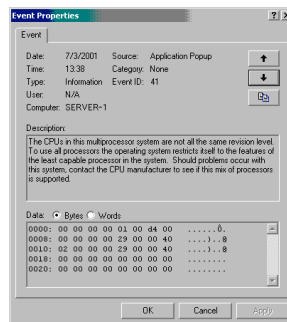 Event Properties
Event
Date: 7/3/2001 Source: Application Popup
Time: 13:38 Category: None
Type: Information Event ID: 41
User: N/A
Computer: SERVER-1
Description:
The CPUs in this multiprocessor system are not all the same revision level.
To use all processors the operating system restricts itself to the features of
the least capable processor in the system. Should problems occur with
this system, contact the CPU manufacturer to see if this mix of processors
is supported.
Data: Bytes Words
0000: 00 00 00 00 01 00 d4 00 ......Ô.
0008: 00 00 00 00 29 00 00 40 ....)..@
0010: 02 00 00 00 29 00 00 40 ....)..@
0018: 00 00 00 00 00 00 00 00 ........
0020: 00 00 00 00 00 00 00 00 ........
OK Cancel Apply